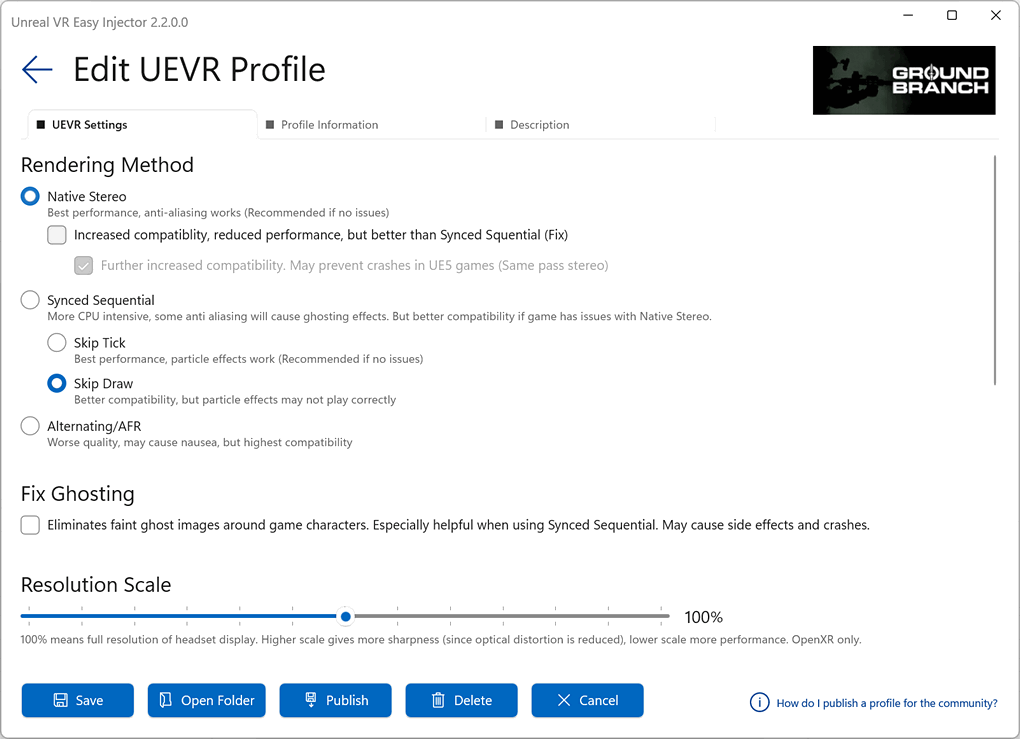 Unreal VR Easy Injector 2.2.0.0
Edit UEVR Profile
GROUND
BRANCH
UEVR Settings
Profile Information
Description
Rendering Method
Native Stereo
Best performance, anti-aliasing works (Recommended if no issues)
Increased compatiblity, reduced performance, but better than Synced Squential (Fix)
Further increased compatibility. May prevent crashes in UE5 games (Same pass stereo)
Synced Sequential
More CPU intensive, some anti aliasing will cause ghosting effects. But better compatibility if game has issues with Native Stereo.
Skip Tick
Best performance, particle effects work (Recommended if no issues)
Skip Draw
Better compatibility, but particle effects may not play correctly
Alternating/AFR
Worse quality, may cause nausea, but highest compatibility
Fix Ghosting
Eliminates faint ghost images around game characters. Especially helpful when using Synced Sequential. May cause side effects and crashes.
Resolution Scale
100%
100% means full resolution of headset display. Higher scale gives more sharpness (since optical distortion is reduced), lower scale more performance. OpenXR only.
Save
Open Folder
Publish
Delete
Cancel
How do I publish a profile for the community?